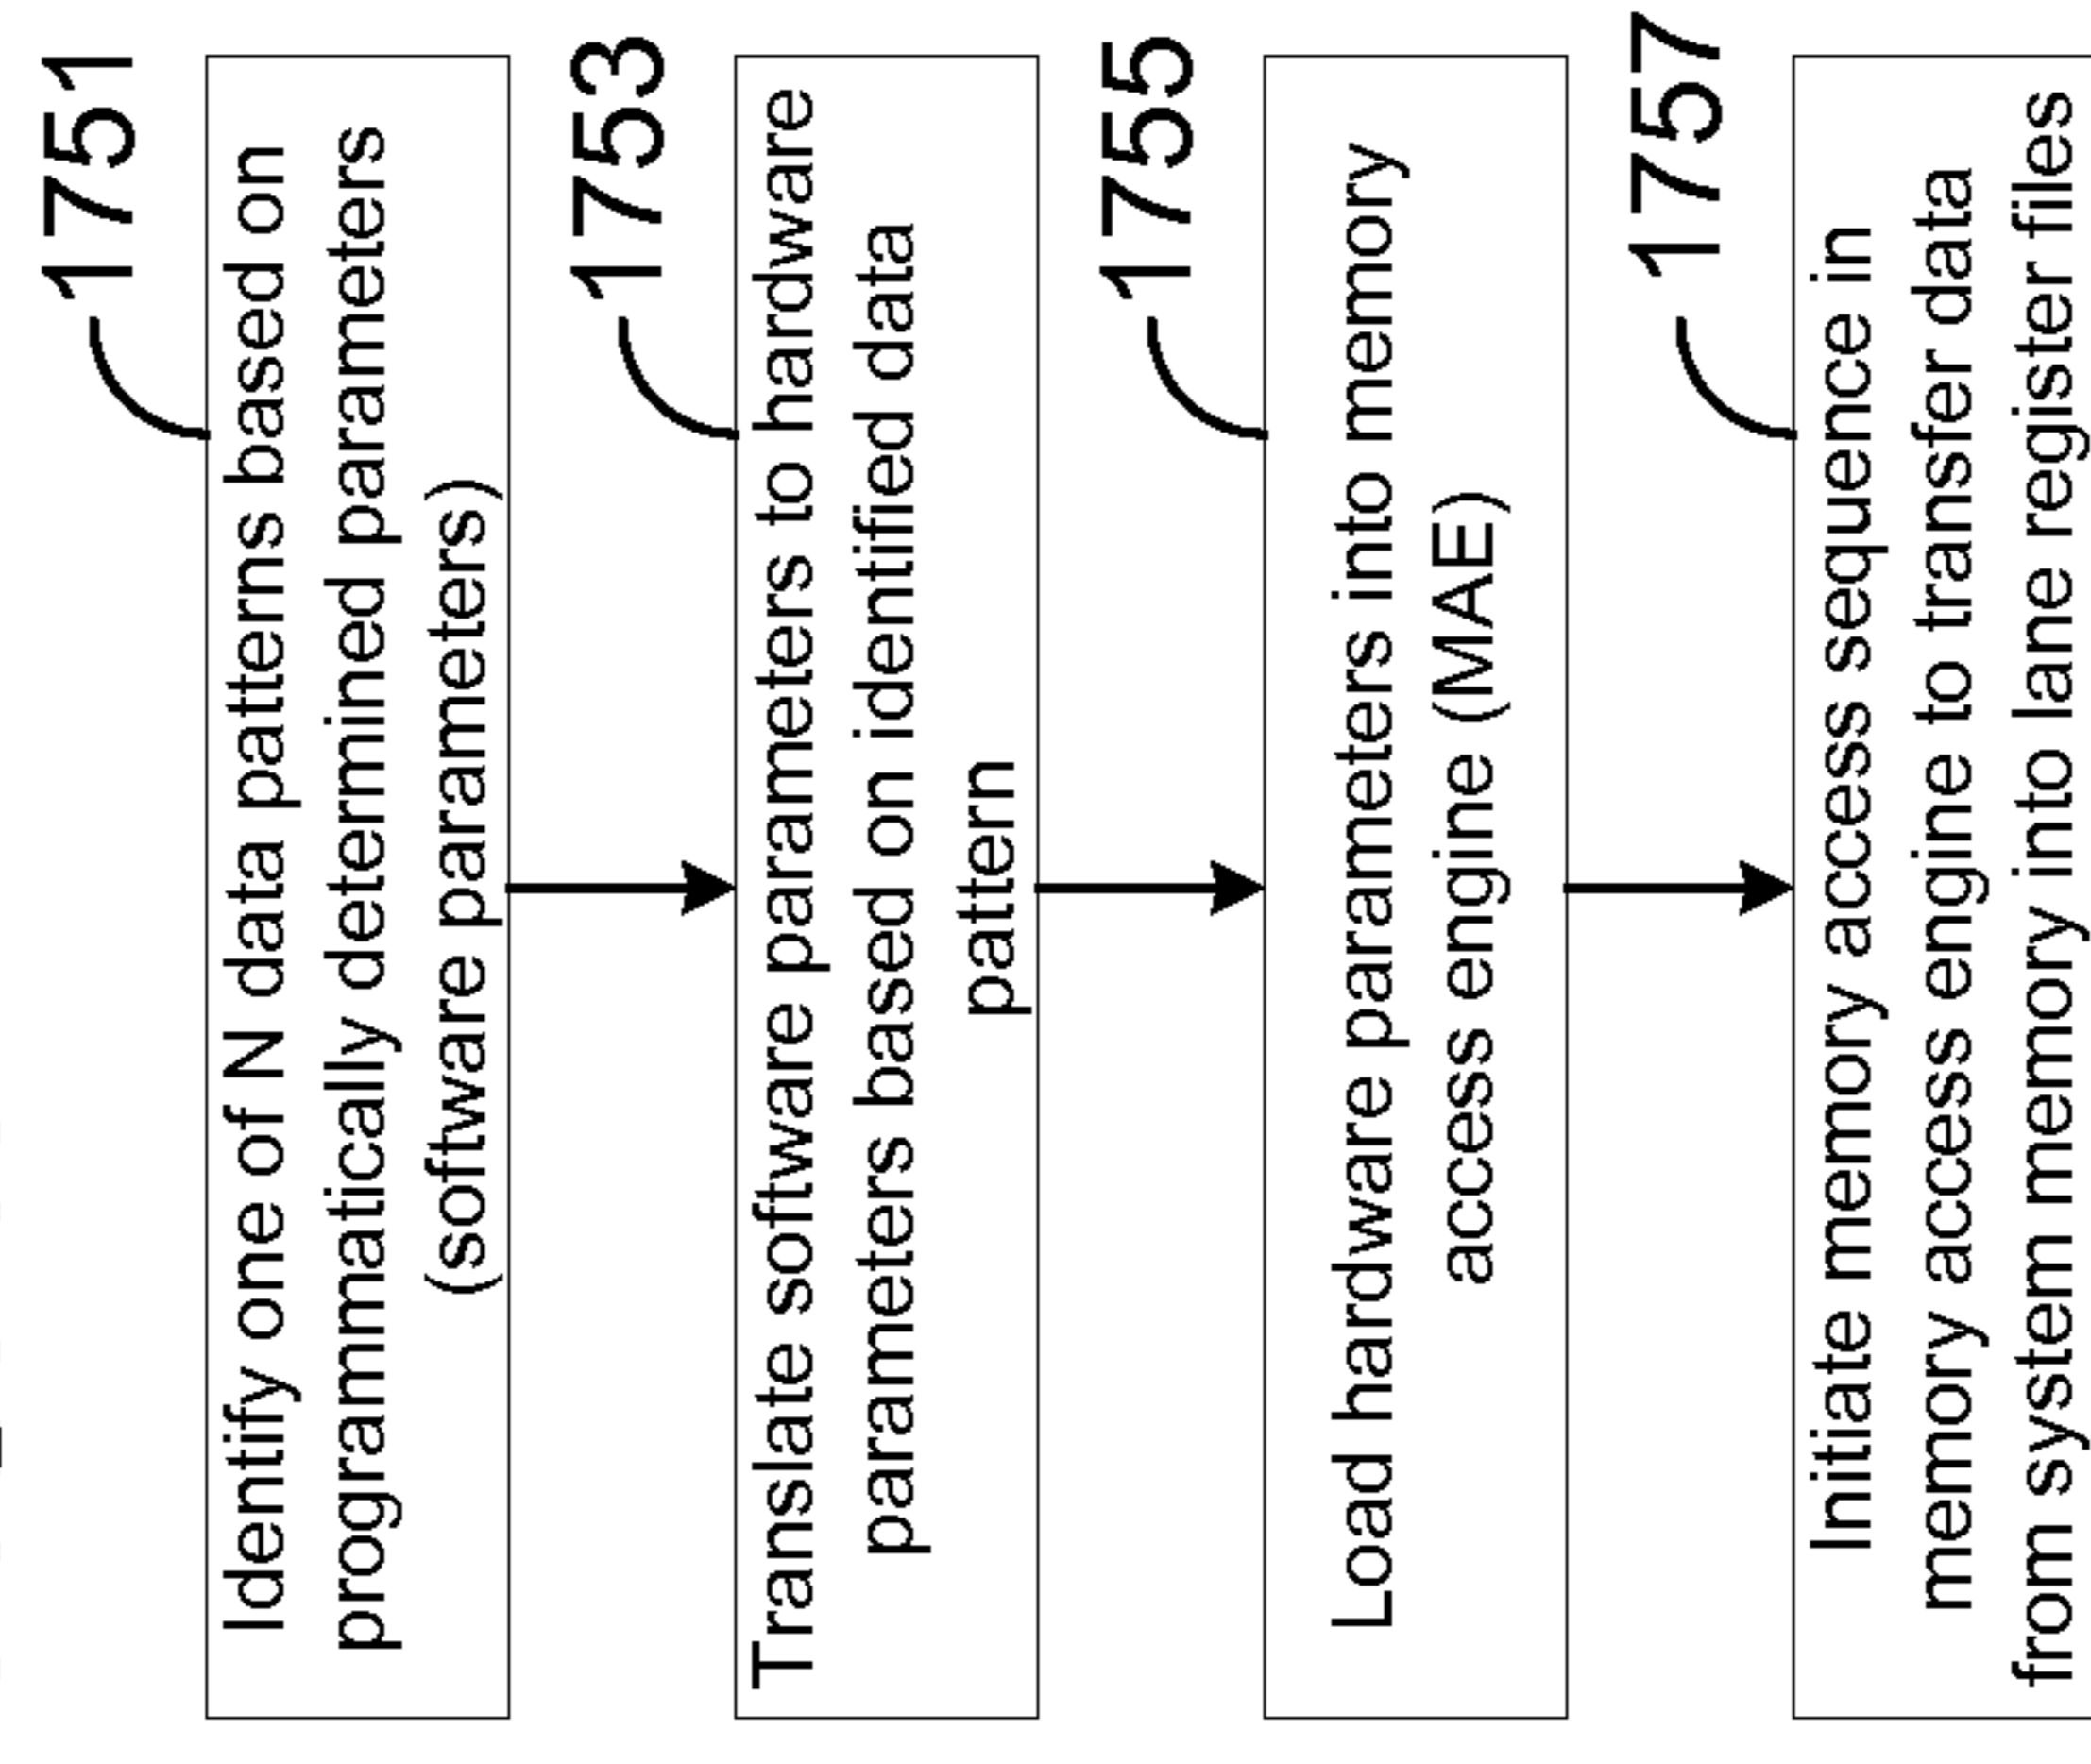 1751
Identify one of N data patterns based on
programmatically determined parameters
(software parameters)
1753
Translate software parameters to hardware
parameters based on identified data
pattern
1755
Load hardware parameters into memory
access engine (MAE)
1757
Initiate memory access sequence in
memory access engine to transfer data
from system memory into lane register files